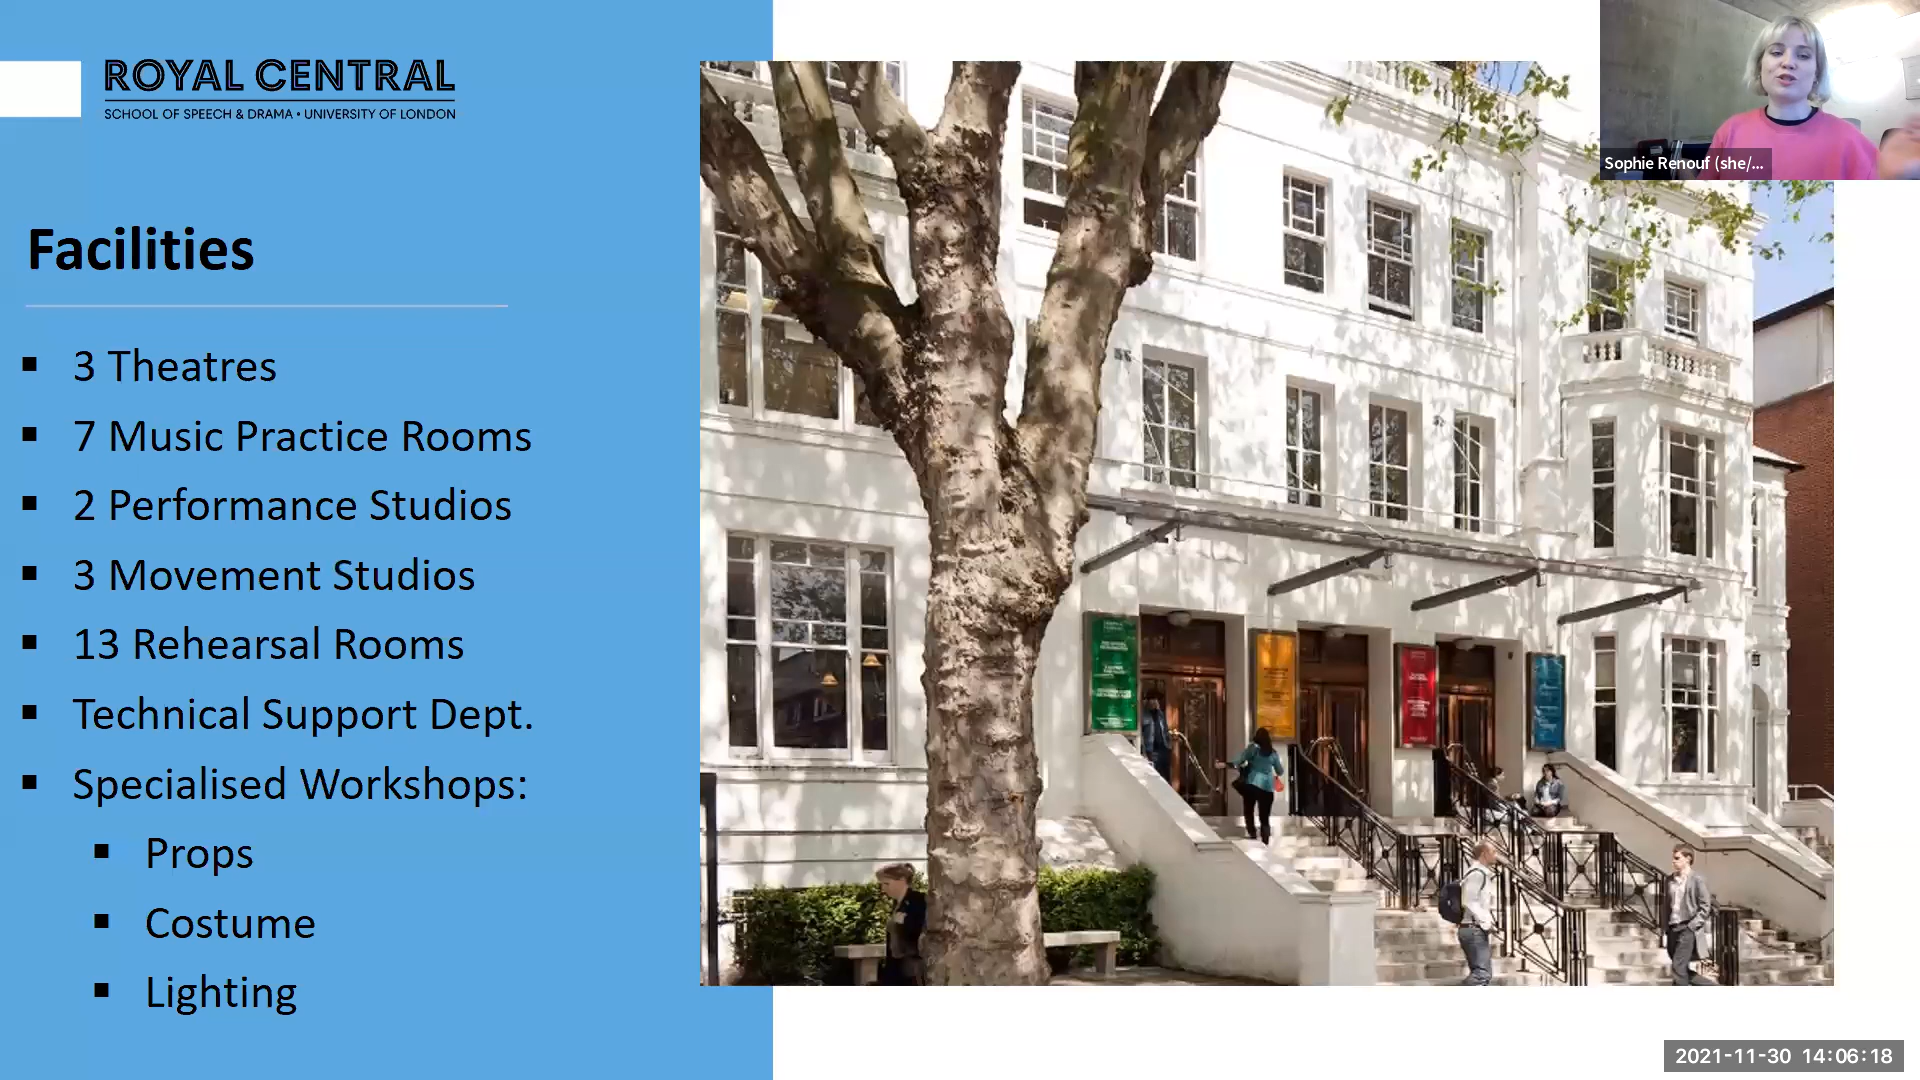 ROYAL CENTRAL
SCHOOL OF SPEECH & DRAMA • UNIVERSITY OF LONDON
Sophie Renouf (she/...
Facilities
3 Theatres
7 Music Practice Rooms
2 Performance Studios
3 Movement Studios
13 Rehearsal Rooms
Technical Support Dept.
Specialised Workshops:
Props
Costume
Lighting
2021-11-30 14:06:18